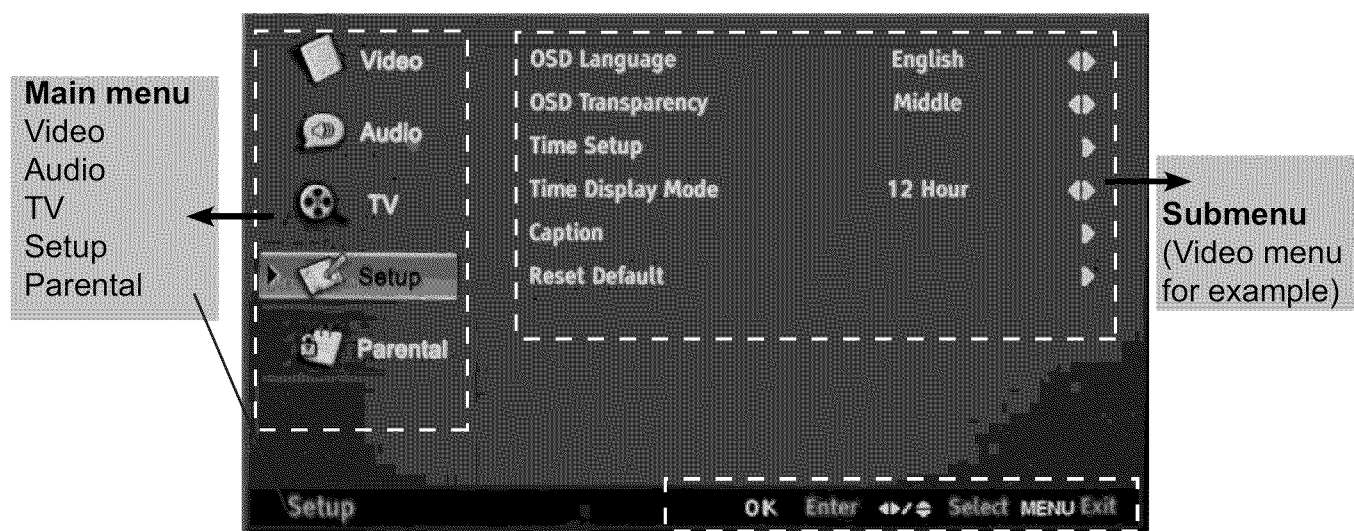 Main menu
Video
Audio
TV
Setup
Parental
Video
Audio
TV
Setup
Parental
OSD Language English
OSD Transparency Middle
Time Setup
Time Display Mode 12 Hour
Caption
Reset Default
Submenu
(Video menu
for example)
Setup
OK Enter / Select MENU Exit